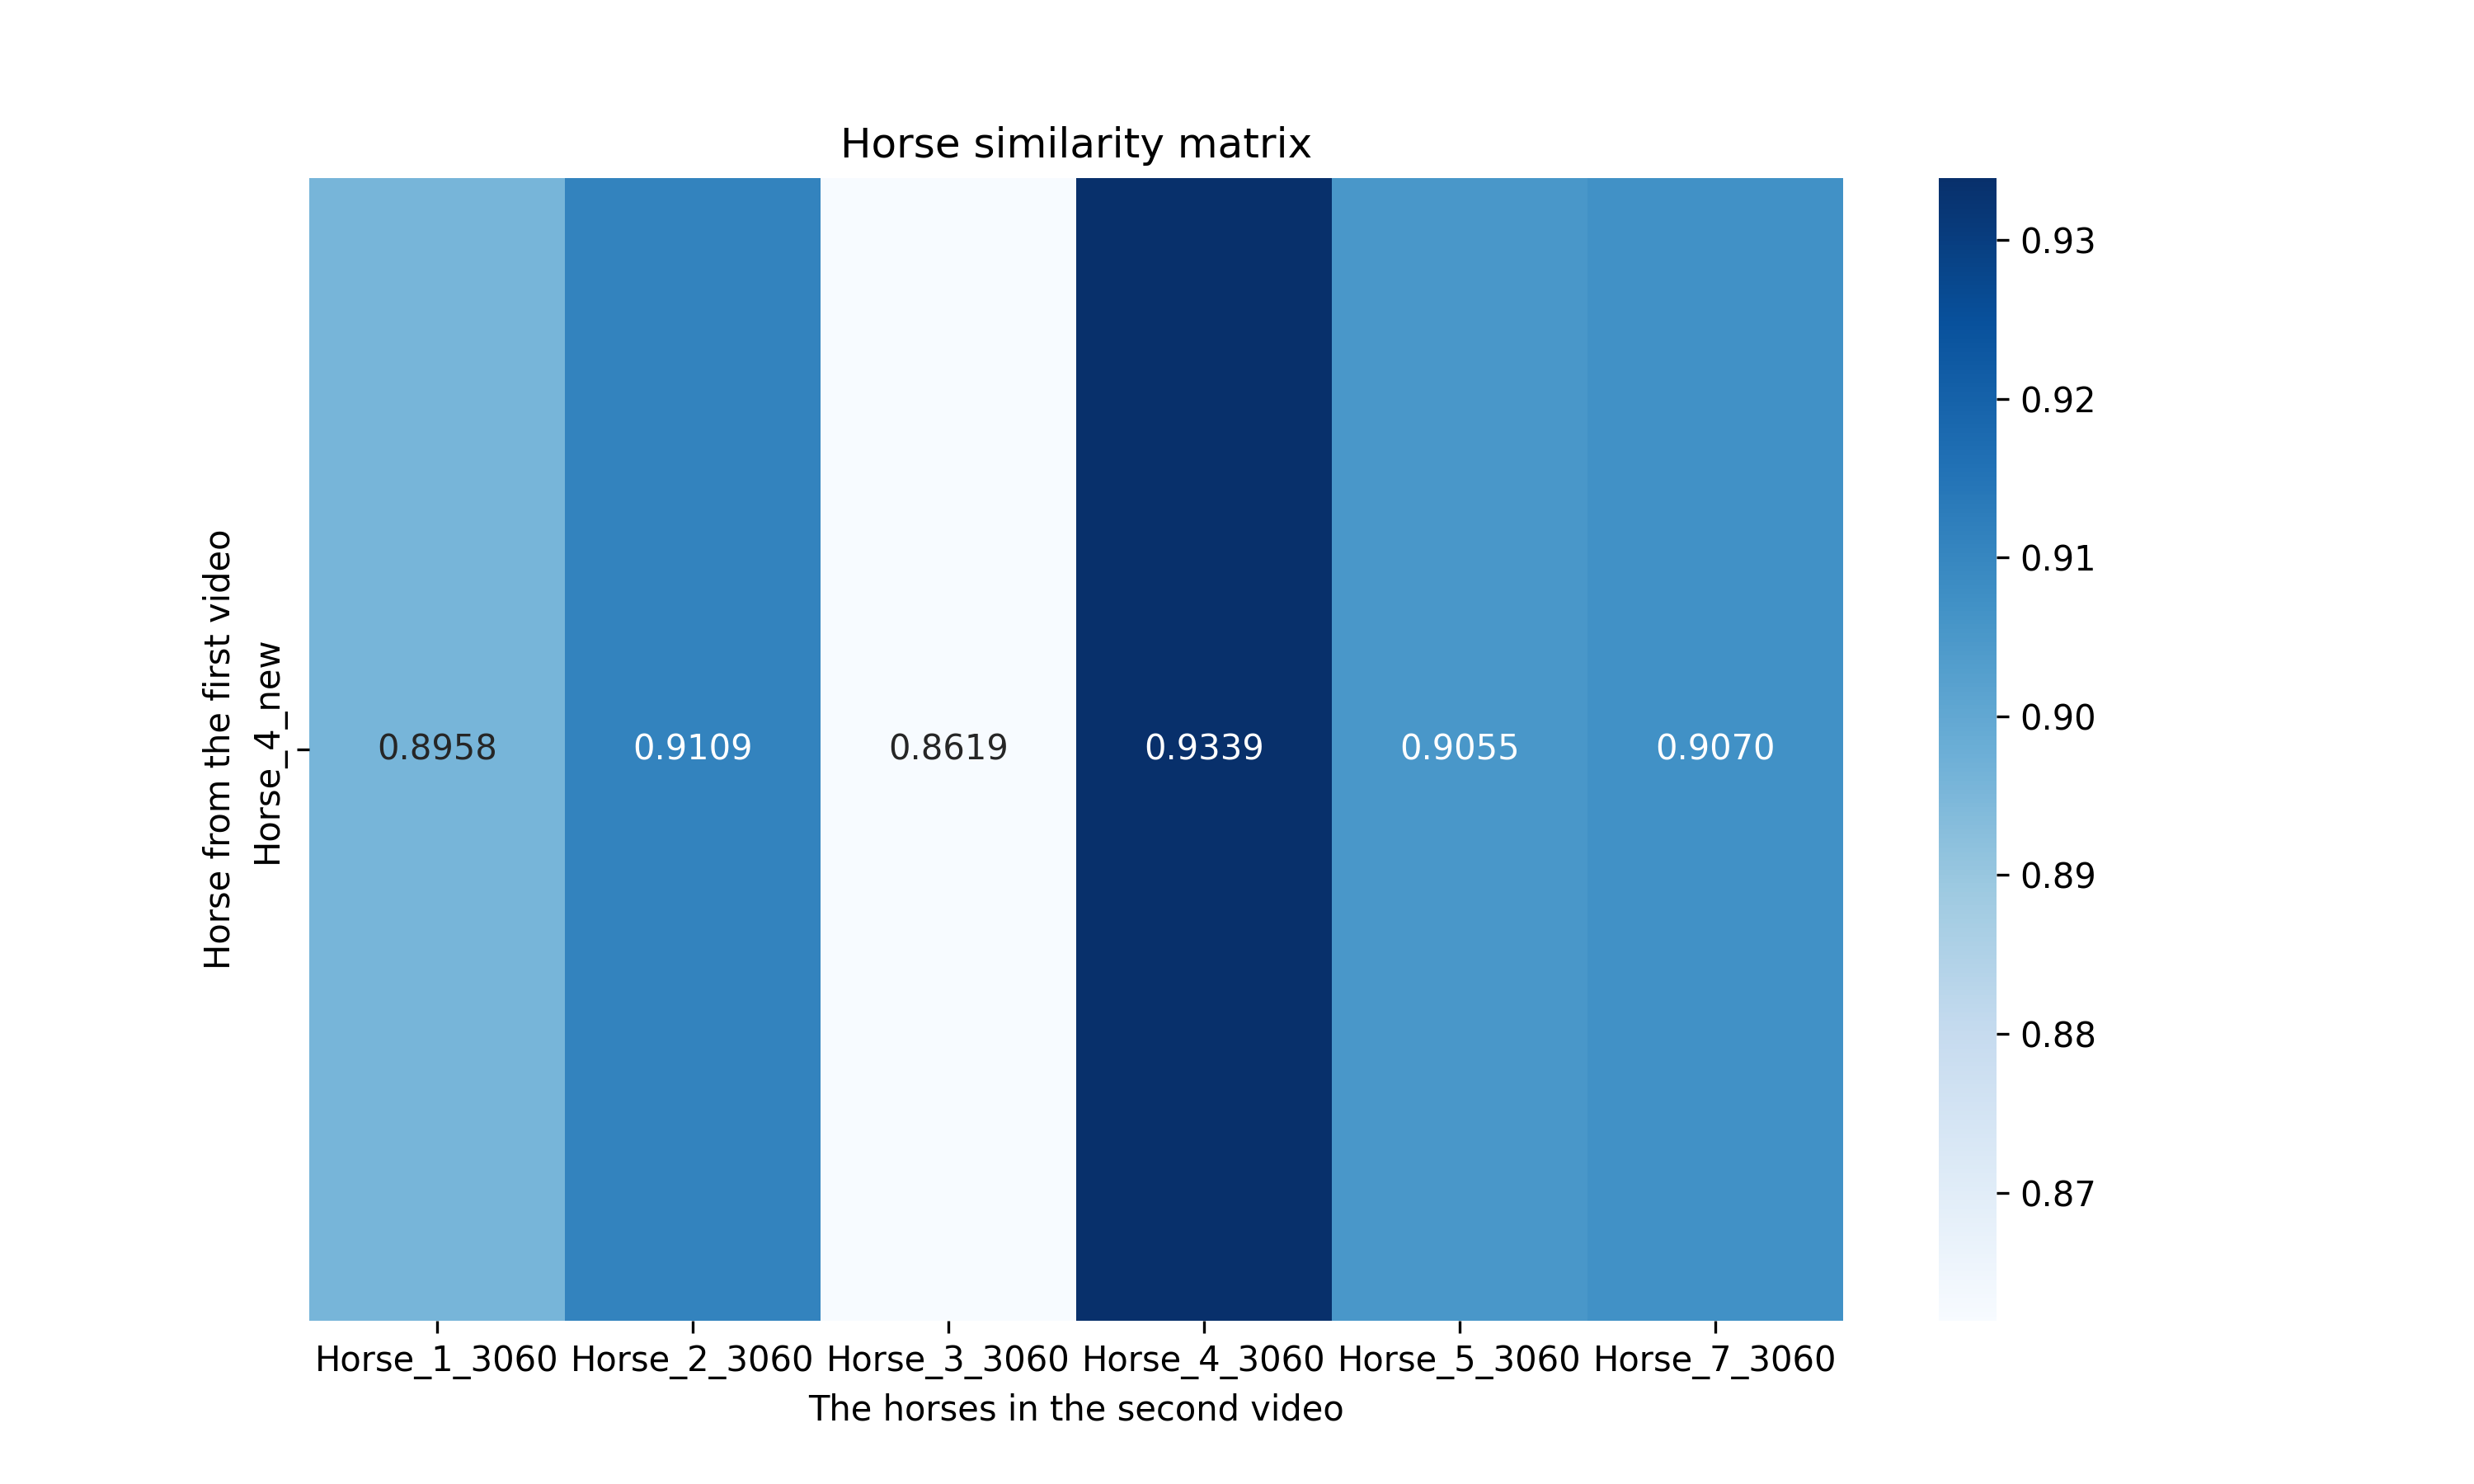 Horse similarity matrix
Horse from the first video
Horse_4_new
0.8958 0.9109 0.8619 0.9339 0.9055 0.9070
Horse_1_3060 Horse_2_3060 Horse_3_3060 Horse_4_3060 Horse_5_3060 Horse_7_3060
The horses in the second video
0.93
0.92
0.91
0.90
0.89
0.88
0.87